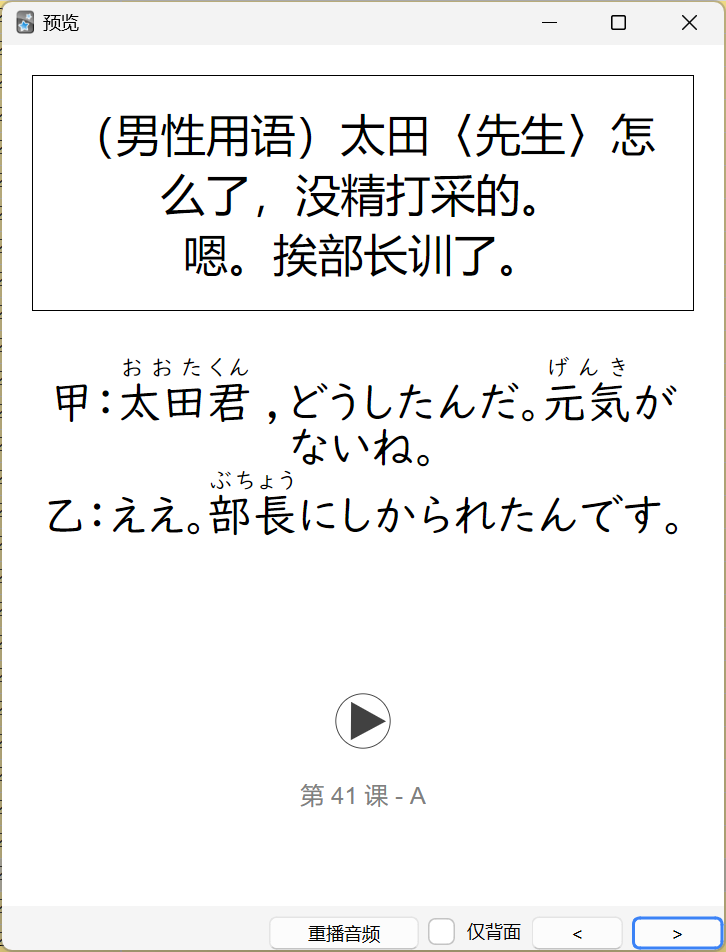 预览
（男性用语）太田〈先生〉怎
么了，没精打采的。
嗯。挨部长训了。
おおたくん げんき
甲：太田君，どうしたんだ。元気が
ないね。
ぶちょう
乙：ええ。部長にしかられたんです。
第 41 课 - A
重播音频 仅背面 < >